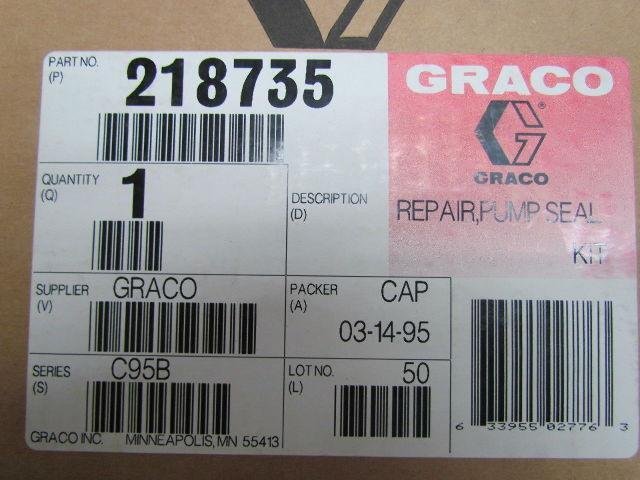 PART NO.
(P)
218735
GRACO
GRACO
QUANTITY
(Q)
1
DESCRIPTION
(D)
REPAIR,PUMP SEAL
KIT
SUPPLIER
(V)
GRACO
PACKER
(A)
CAP
03-14-95
SERIES
(S)
C95B
LOT NO.
(L)
50
6 33955 02776 3
GRACO INC. MINNEAPOLIS, MN 55413